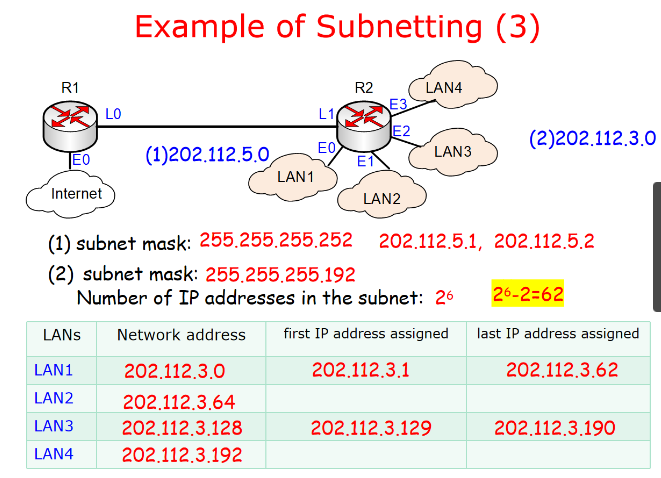 Example of Subnetting (3)
R1
R2
LAN4
L0
L1
E3
E2
(2)202.112.3.0
E0
(1)202.112.5.0
E0
E1
LAN3
LAN1
Internet
LAN2
(1) subnet mask: 255.255.255.252 202.112.5.1, 202.112.5.2
(2) subnet mask: 255.255.255.192
Number of IP addresses in the subnet: 2⁶ 2⁶-2=62
LANs Network address first IP address assigned last IP address assigned
LAN1 202.112.3.0 202.112.3.1 202.112.3.62
LAN2 202.112.3.64
LAN3 202.112.3.128 202.112.3.129 202.112.3.190
LAN4 202.112.3.192